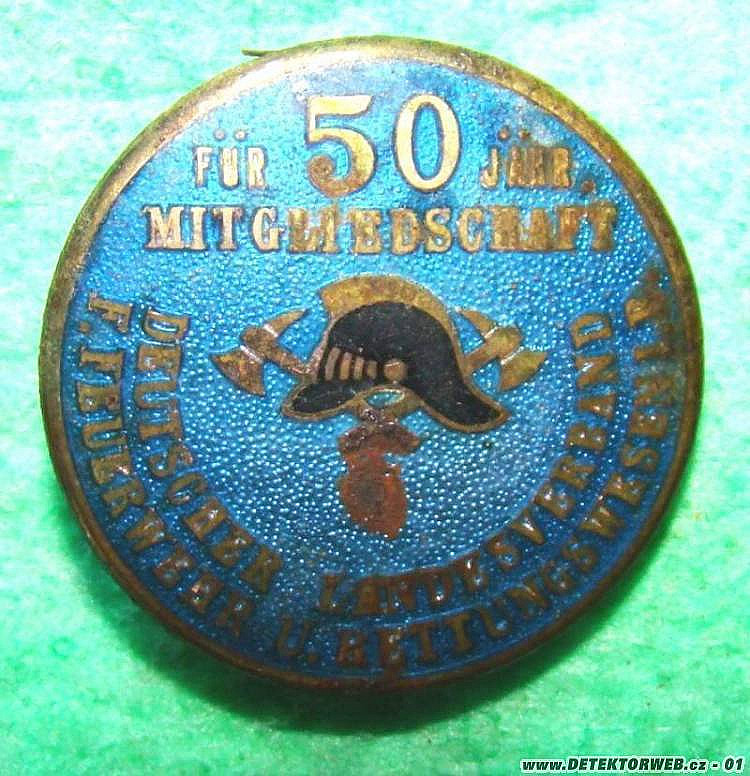 FÜR 50 JÄHR.
MITGLIEDSCHAFT
DEUTSCHER LANDESVERBAND
F. FEUERWEHR U. RETTUNGSWESEN I.
www.DETEKTORWEB.cz - 01